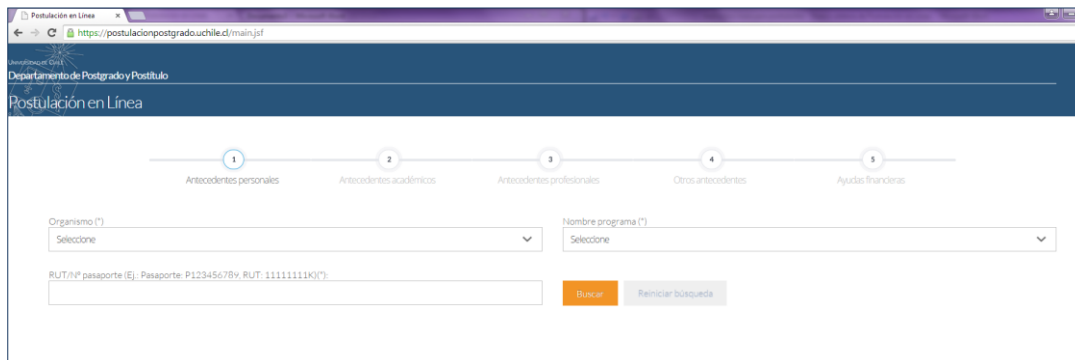 Postulación en Línea
https://postulacionpostgrado.uchile.cl/main.jsf
Universidad de Chile
Departamento de Postgrado y Postítulo
Postulación en Línea
1 2 3 4 5
Antecedentes personales Antecedentes académicos Antecedentes profesionales Otros antecedentes Ayudas financieras
Organismo (*) Nombre programa (*)
Seleccione Seleccione
RUT/Nº pasaporte (Ej.: Pasaporte: P123456789, RUT: 11111111K)(*):
Buscar Reiniciar búsqueda